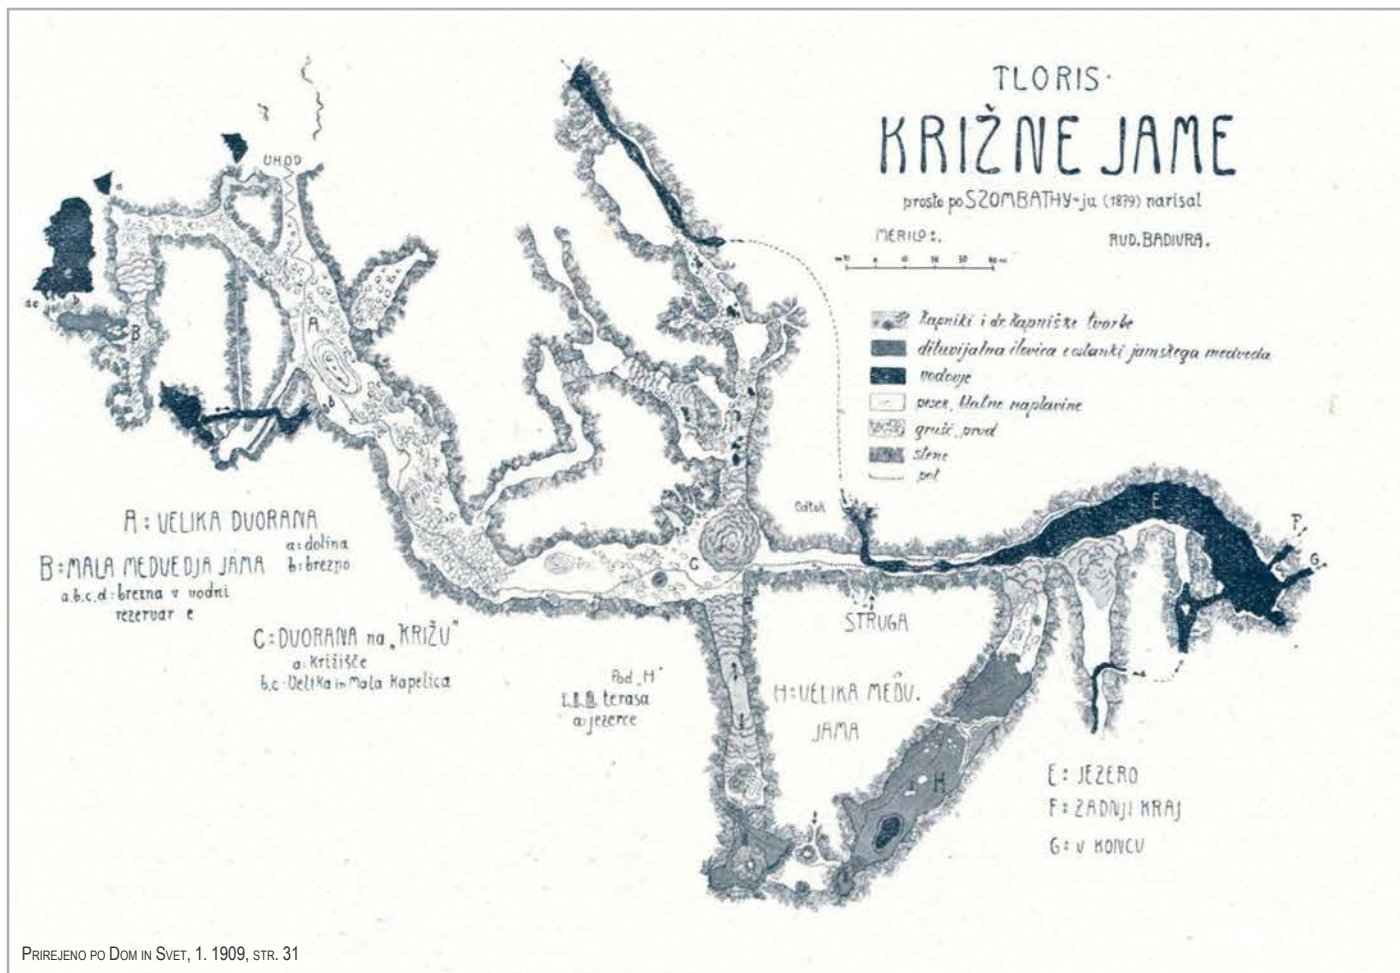 TLORIS
KRIŽNE JAME
prosto po SZOMBATHY-ju (1879) narisal
RUD. BADIURA.
MERILO:
kapniki i dr. kapniške tvorbe
diluvijalna ilovica z ostanki jamskega medveda
vodovje
pesek, blatne naplavine
grušč, prod
stene
pot
UHOD
a
b
B
A
b
C
Odtok
STRUGA
E
F
G
A: VELIKA DVORANA
a: dolina
b: brezno
B: MALA MEDVEDJA JAMA
a.b.c.d: brezna v vodni
rezervar e
C: DVORANA na „KRIŽU"
a: Križišče
b.c: Velika in Mala Kapelica
Pod „H"
I. II. III. terasa
a: jezerce
H: VELIKA MEDV.
JAMA
H
E: JEZERO
F: ZADNJI KRAJ
G: V KONCU
PRIREJENO PO DOM IN SVET, 1. 1909, STR. 31